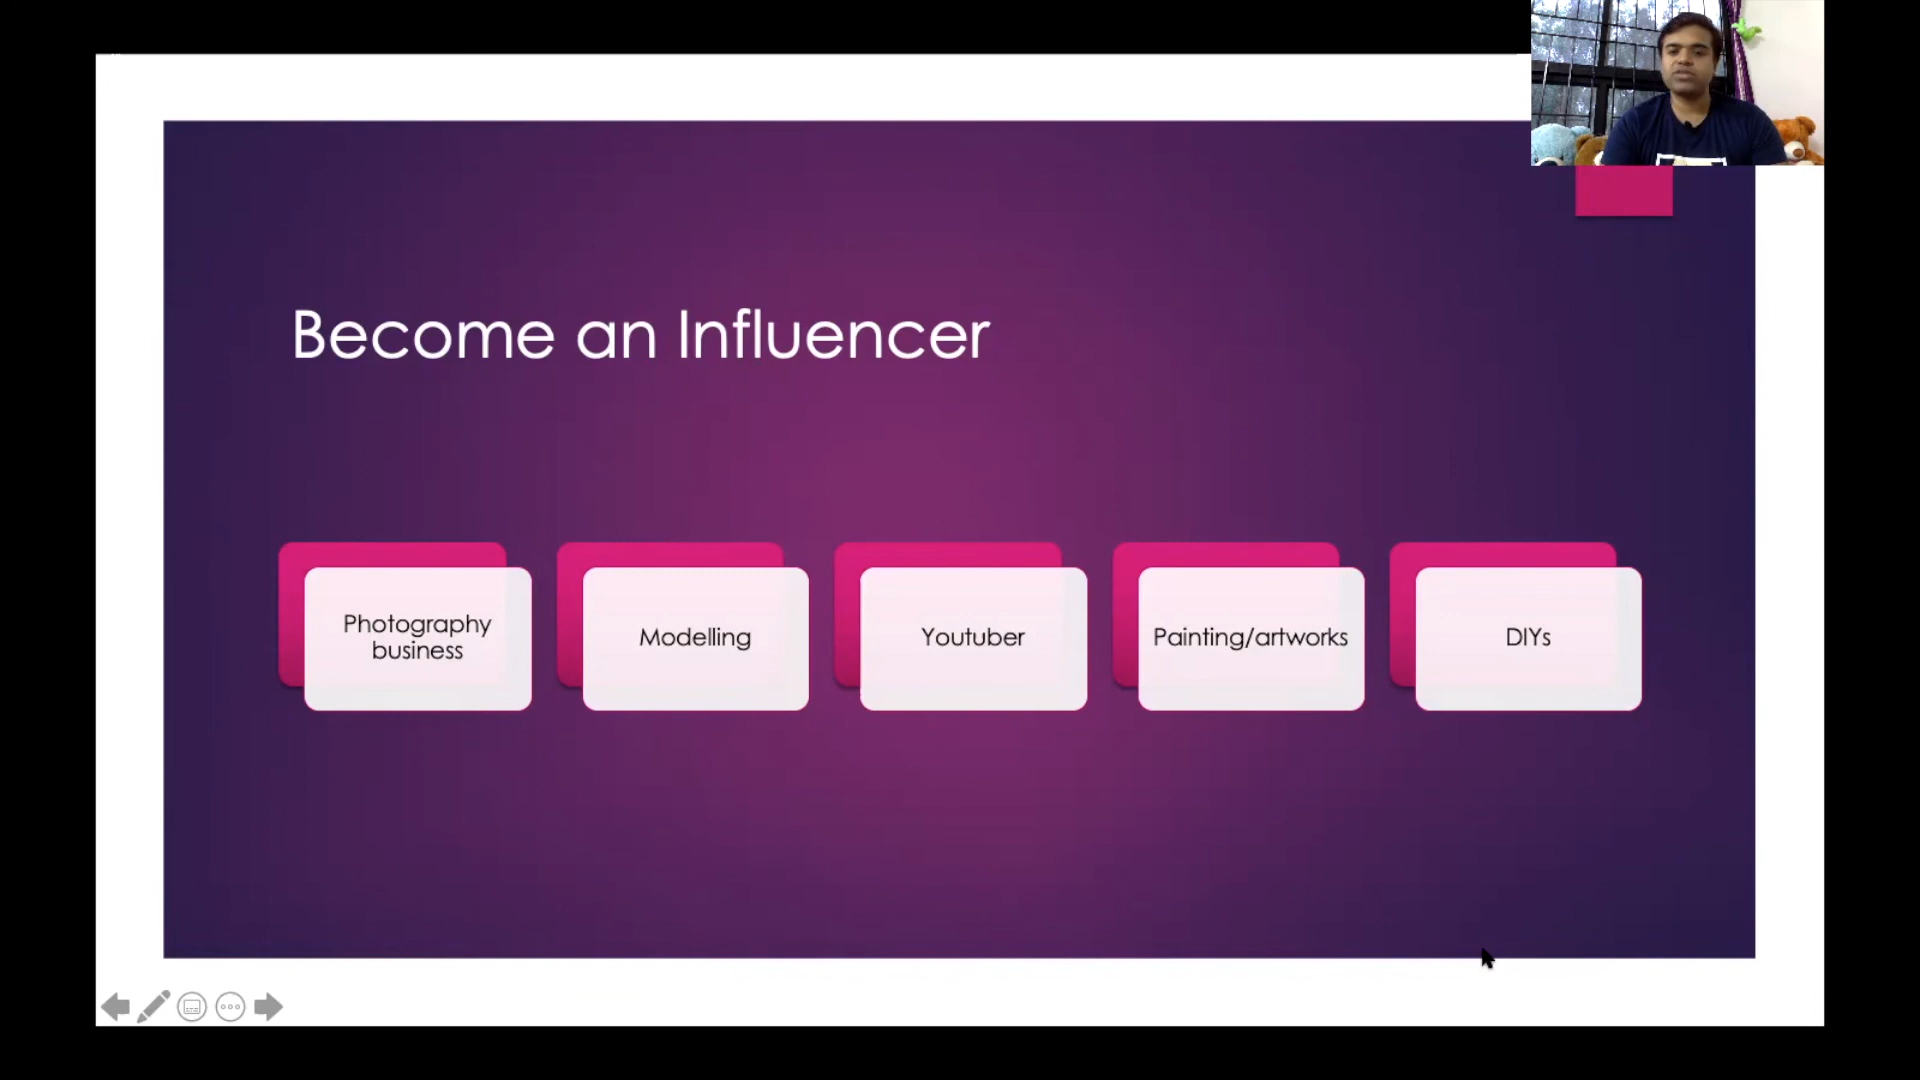 Become an Influencer
Photography
business
Modelling
Youtuber
Painting/artworks
DIYs